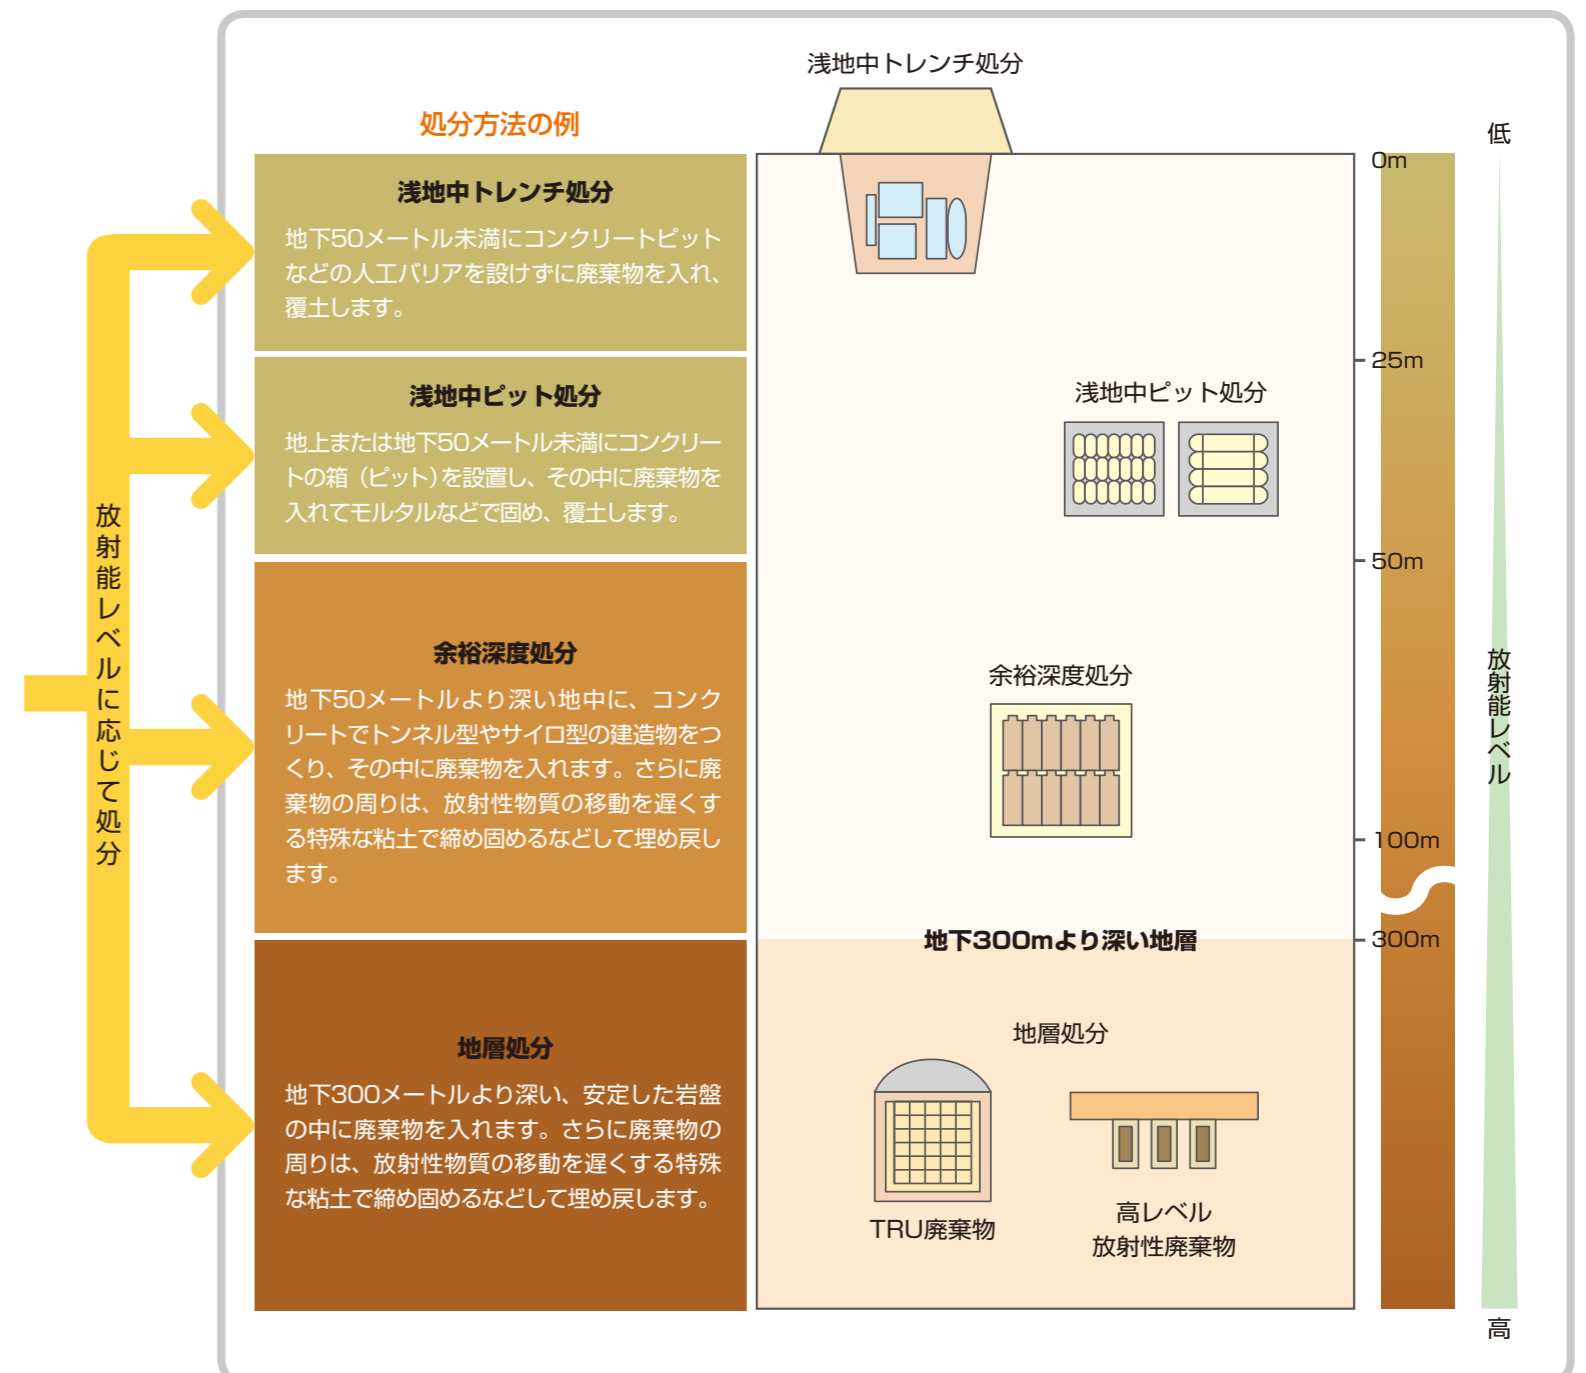 放射能レベルに応じて処分
処分方法の例
浅地中トレンチ処分
地下50メートル未満にコンクリートピット
などの人工バリアを設けずに廃棄物を入れ、
覆土します。
浅地中ピット処分
地上または地下50メートル未満にコンクリー
トの箱（ピット）を設置し、その中に廃棄物を
入れてモルタルなどで固め、覆土します。
余裕深度処分
地下50メートルより深い地中に、コンク
リートでトンネル型やサイロ型の建造物をつ
くり、その中に廃棄物を入れます。さらに廃
棄物の周りは、放射性物質の移動を遅くす
る特殊な粘土で締め固めるなどして埋め戻し
ます。
地層処分
地下300メートルより深い、安定した岩盤
の中に廃棄物を入れます。さらに廃棄物の
周りは、放射性物質の移動を遅くする特殊
な粘土で締め固めるなどして埋め戻します。
浅地中トレンチ処分
浅地中ピット処分
余裕深度処分
地下300mより深い地層
地層処分
TRU廃棄物
高レベル
放射性廃棄物
0m
25m
50m
100m
300m
低
放射能レベル
高